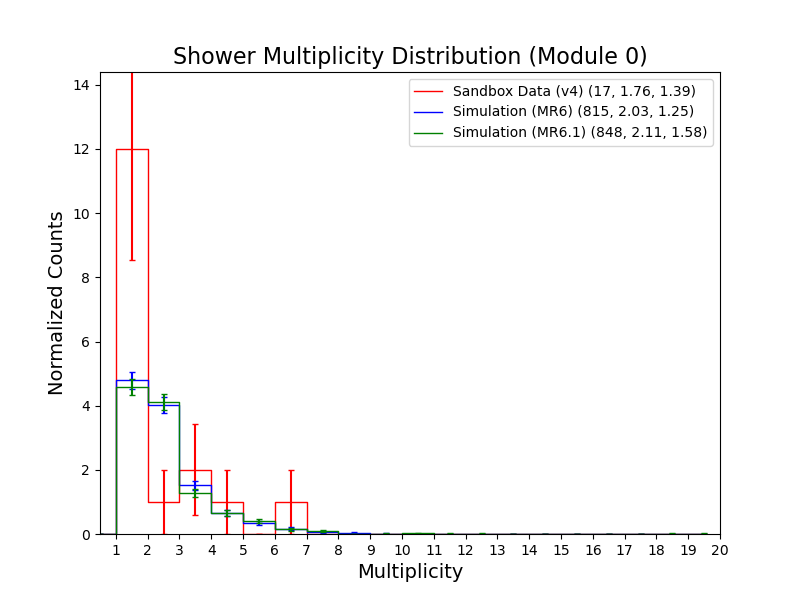 Shower Multiplicity Distribution (Module 0)
Sandbox Data (v4) (17, 1.76, 1.39)
Simulation (MR6) (815, 2.03, 1.25)
Simulation (MR6.1) (848, 2.11, 1.58)
Normalized Counts
14
12
10
8
6
4
2
0
1 2 3 4 5 6 7 8 9 10 11 12 13 14 15 16 17 18 19 20
Multiplicity